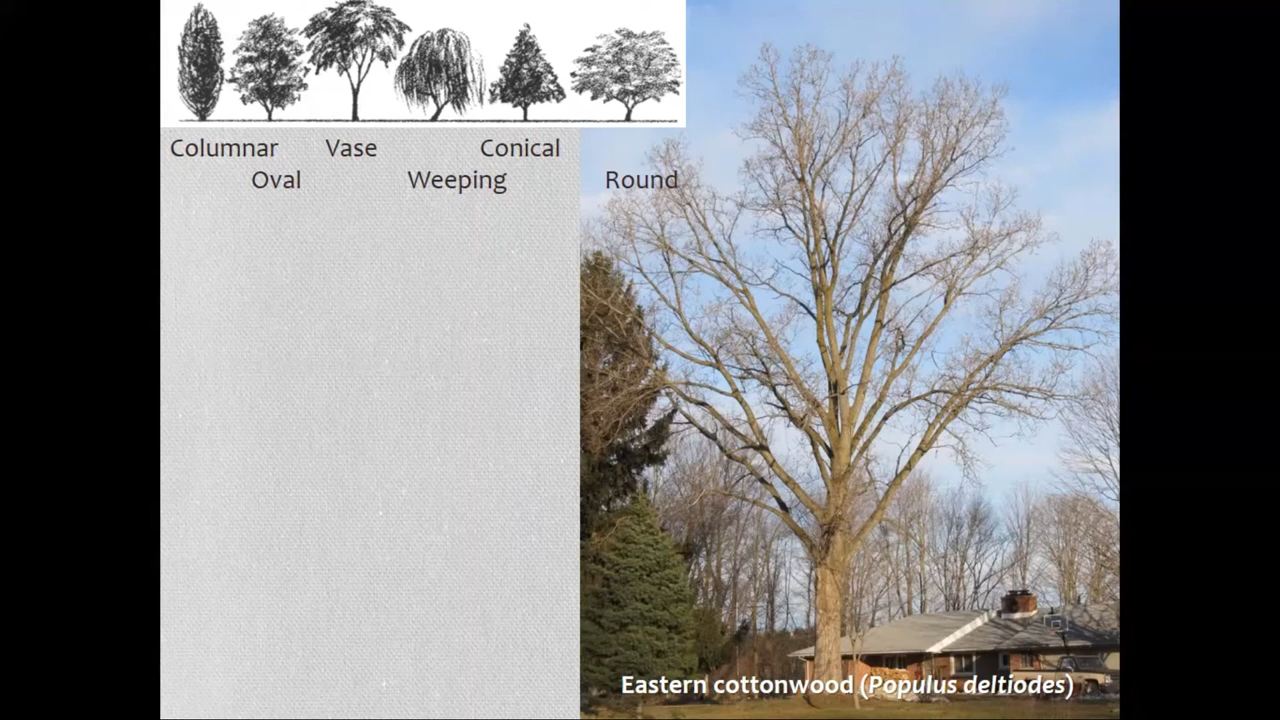 Columnar Vase Conical
Oval Weeping Round
Eastern cottonwood (Populus deltiodes)